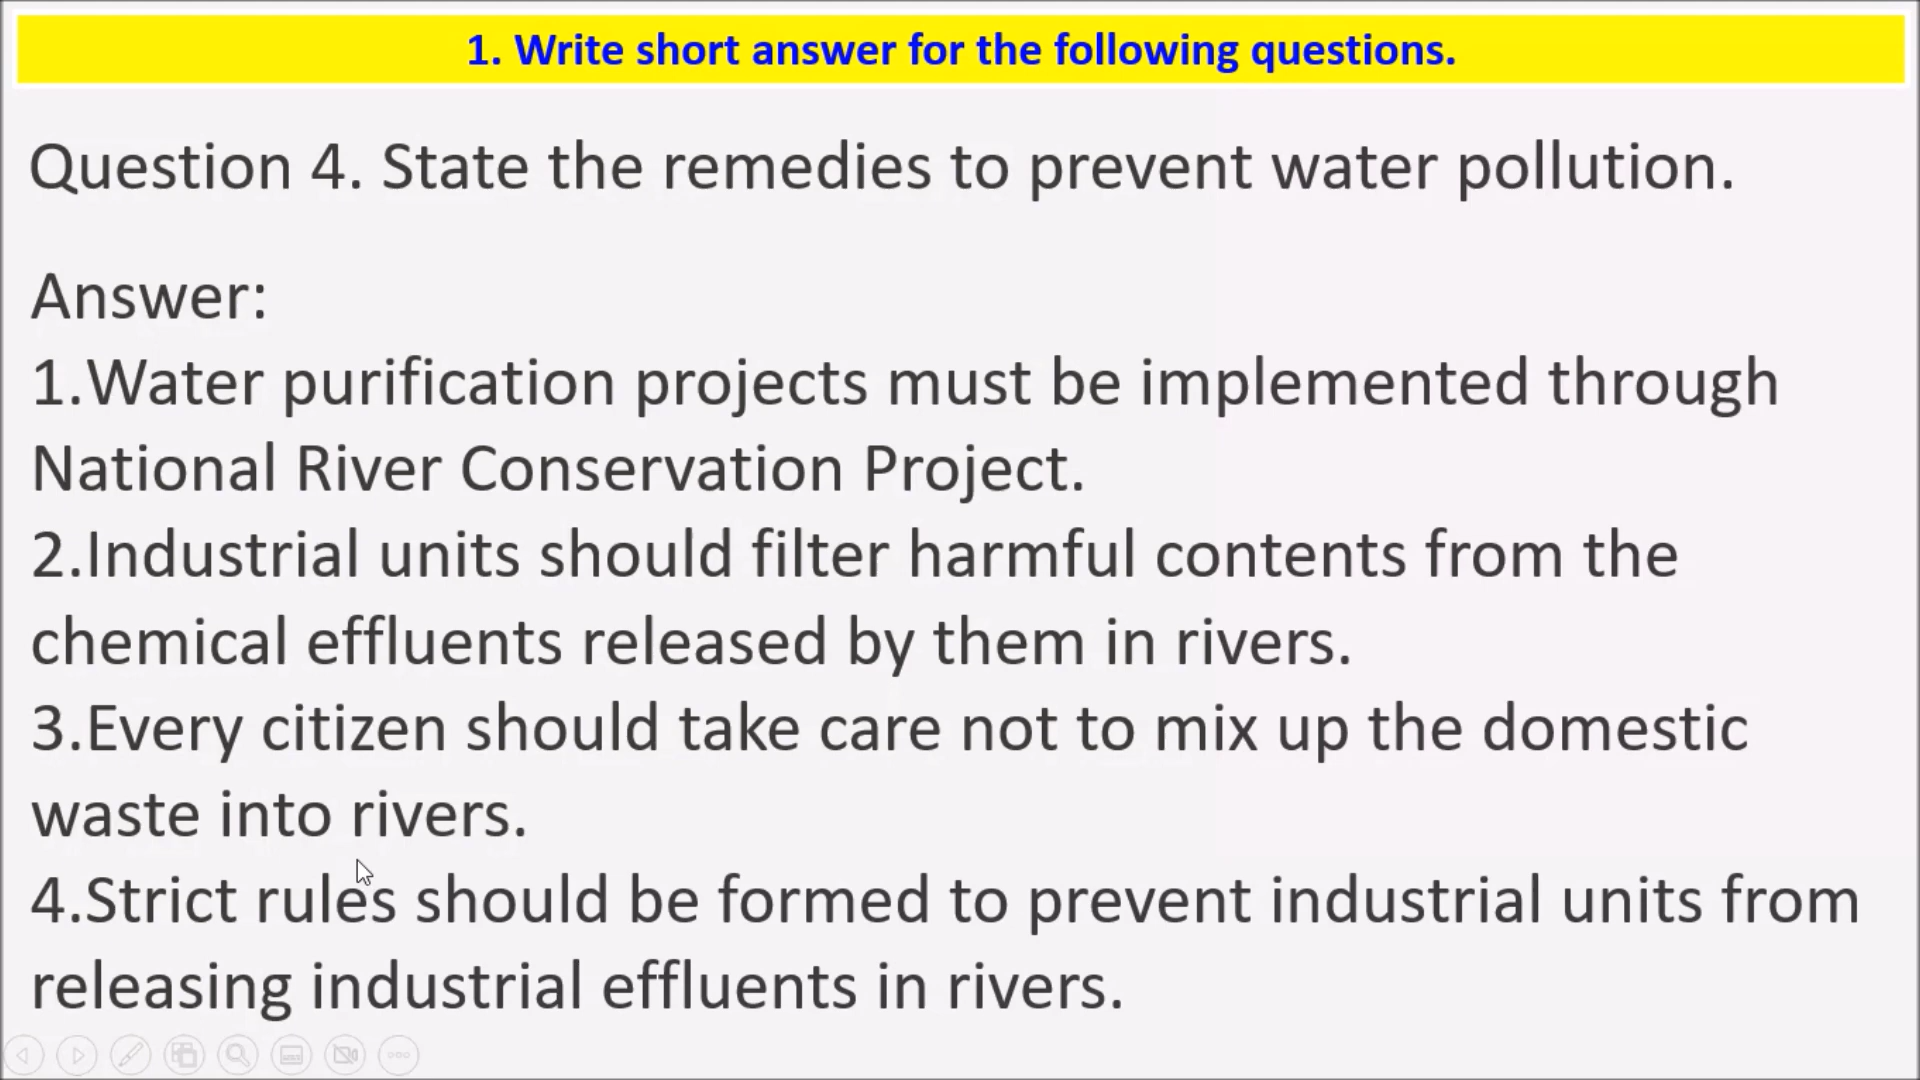 1. Write short answer for the following questions.
Question 4. State the remedies to prevent water pollution.
Answer:
1.Water purification projects must be implemented through
National River Conservation Project.
2.Industrial units should filter harmful contents from the
chemical effluents released by them in rivers.
3.Every citizen should take care not to mix up the domestic
waste into rivers.
4.Strict rules should be formed to prevent industrial units from
releasing industrial effluents in rivers.